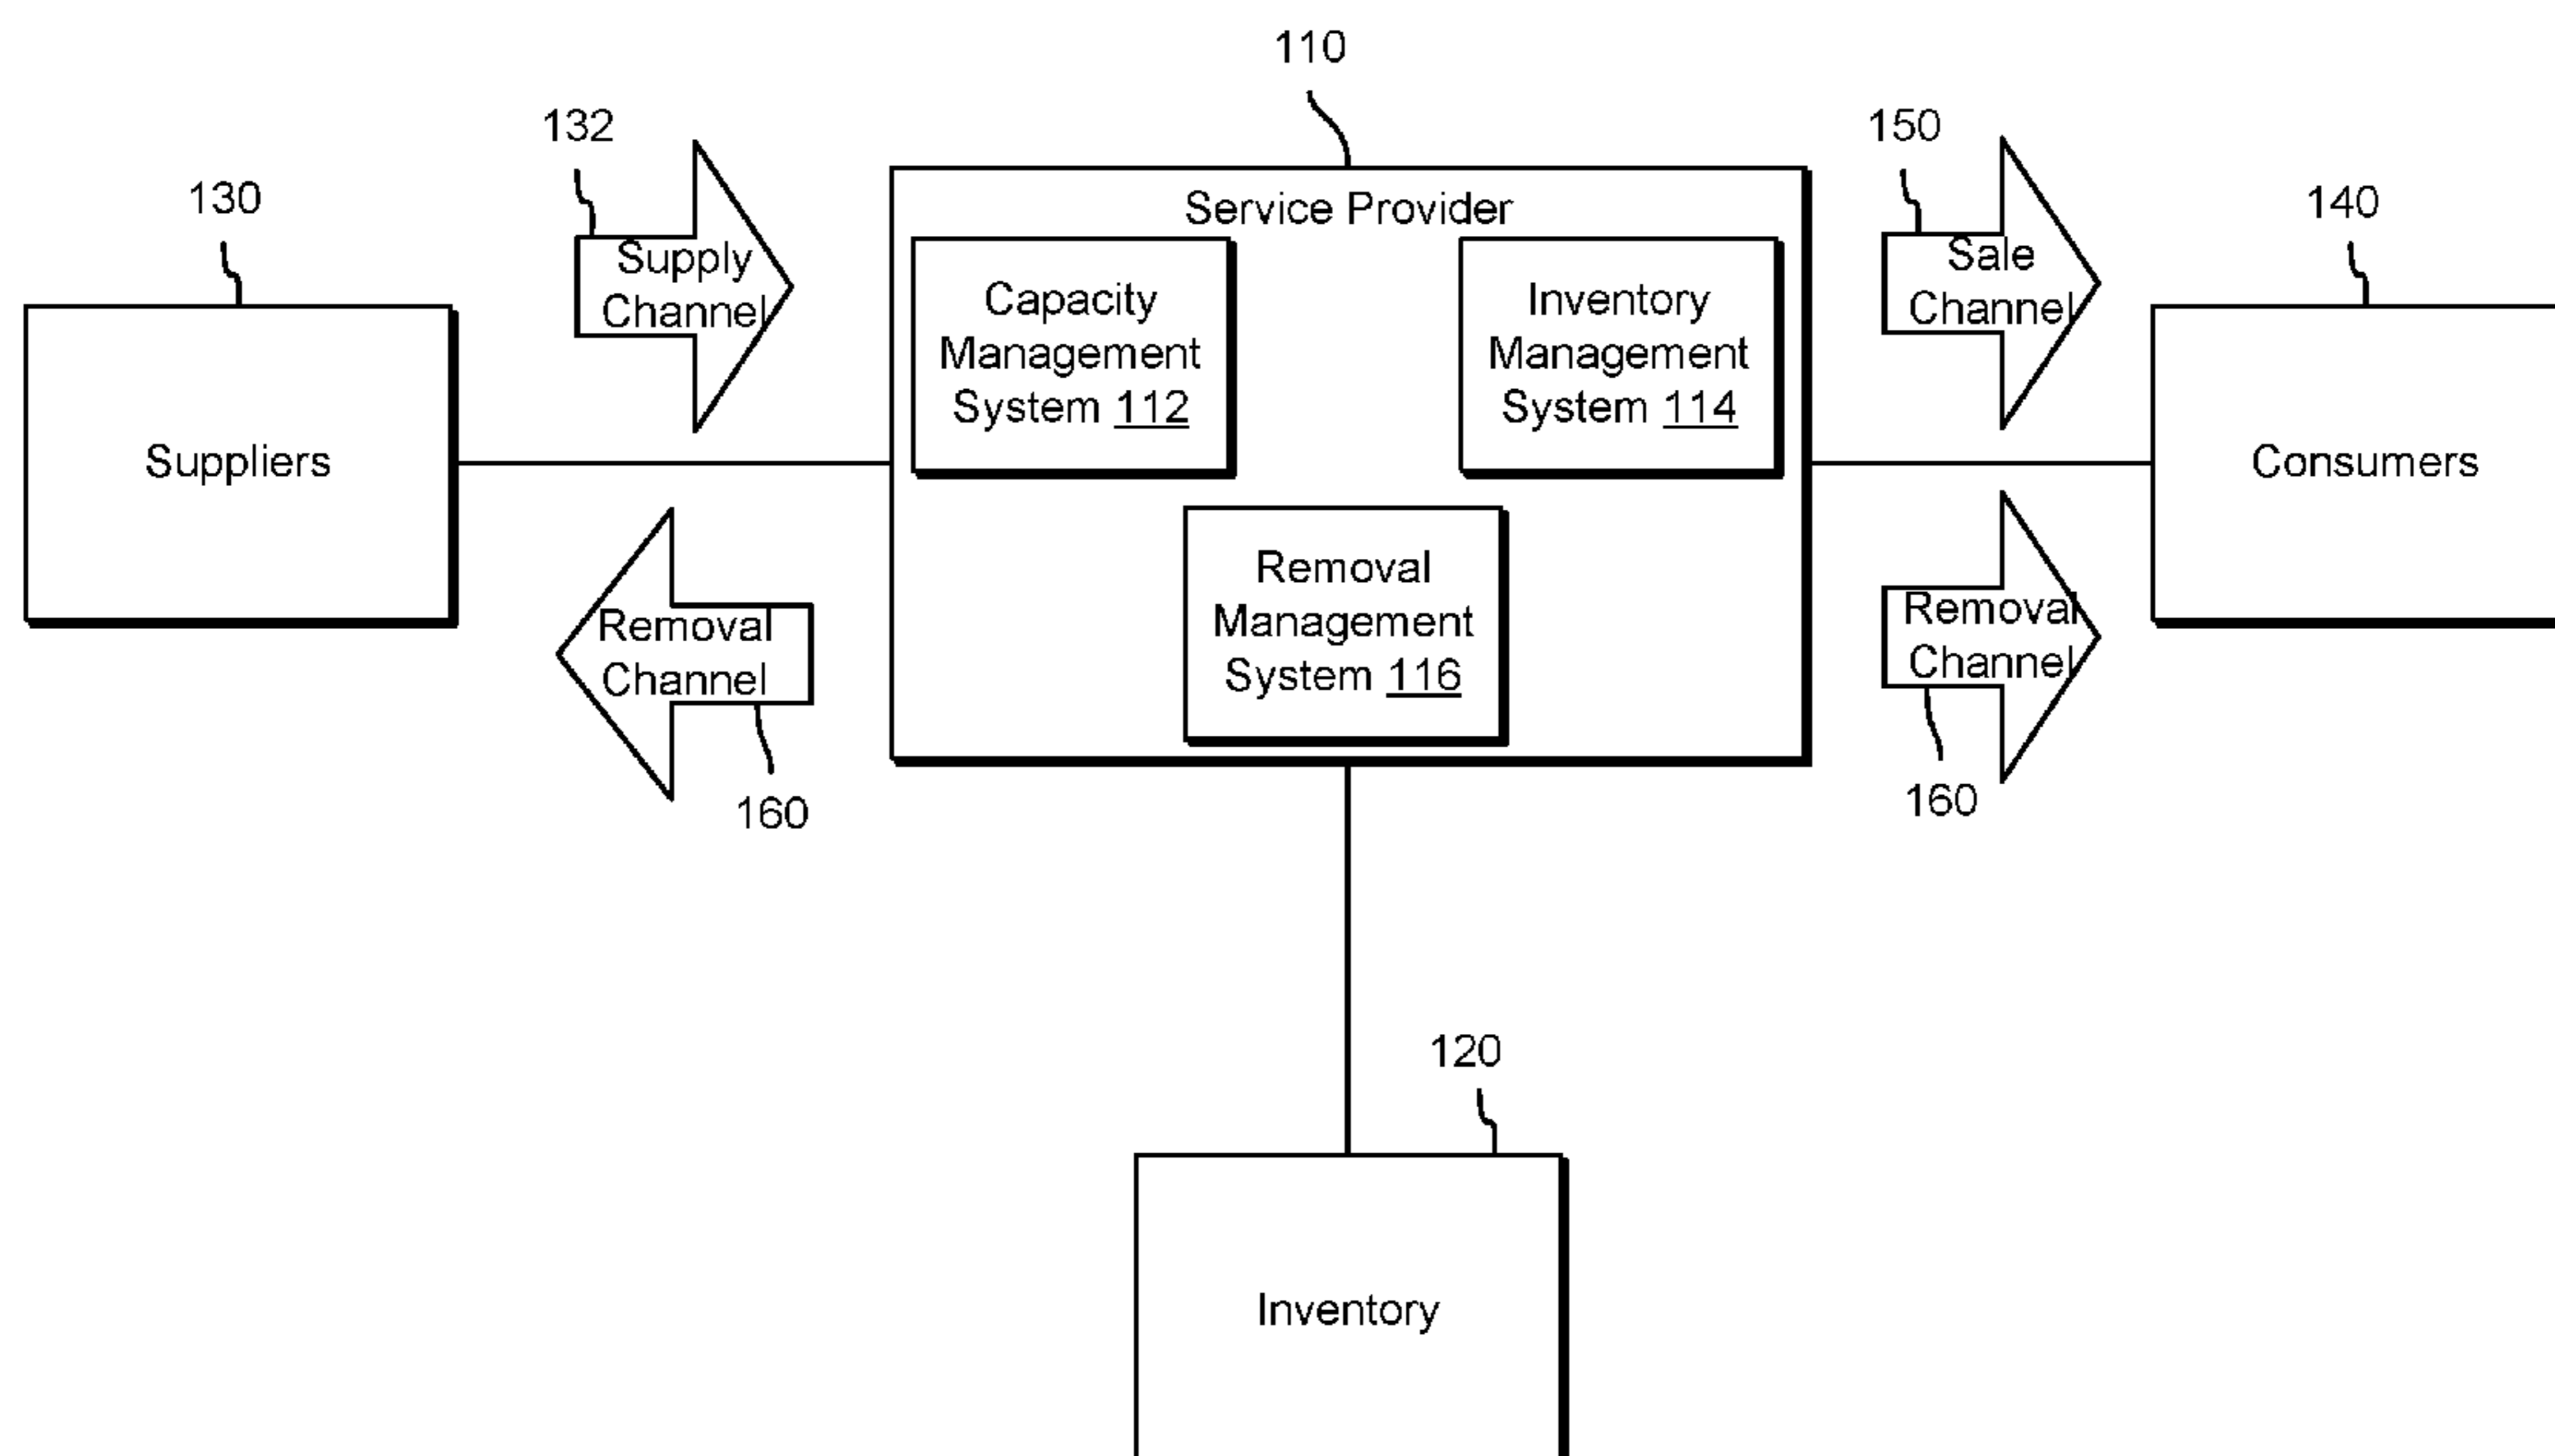 110
132
150
130
140
Service Provider
Supply
Channel
Capacity
Management
System 112
Inventory
Management
System 114
Sale
Channel
Suppliers
Consumers
Removal
Channel
160
Removal
Management
System 116
Removal
Channel
160
120
Inventory